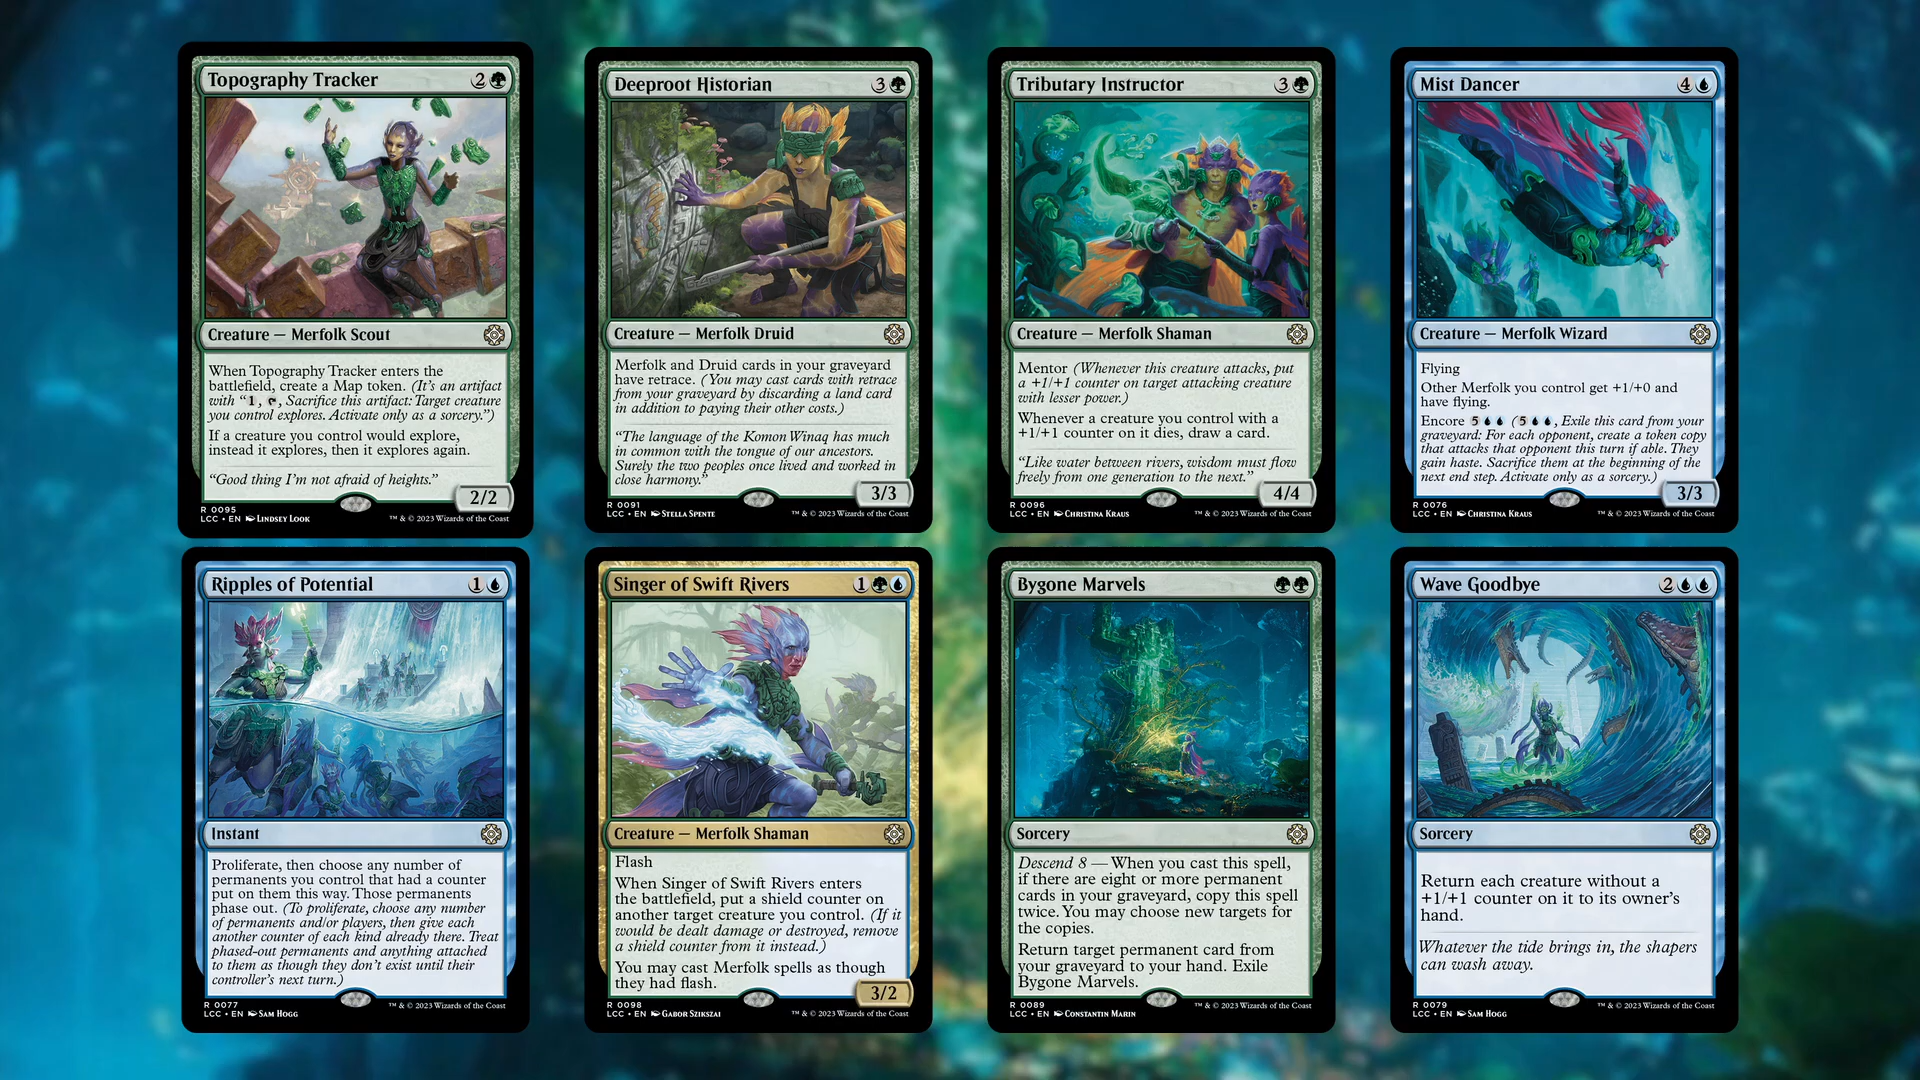 Topography Tracker 2
Creature — Merfolk Scout
When Topography Tracker enters the
battlefield, create a Map token. (It's an artifact
with “1, , Sacrifice this artifact: Target creature
you control explores. Activate only as a sorcery.”)
If a creature you control would explore,
instead it explores, then it explores again.
“Good thing I'm not afraid of heights.”
2/2
R 0095
LCC • EN Lindsey Look ™ & © 2023 Wizards of the Coast
Deeproot Historian 3
Creature — Merfolk Druid
Merfolk and Druid cards in your graveyard
have retrace. (You may cast cards with retrace
from your graveyard by discarding a land card
in addition to paying their other costs.)
“The language of the Komon Winaq has much
in common with the tongue of our ancestors.
Surely the two peoples once lived and worked in
close harmony.”
3/3
R 0091
LCC • EN Stella Spente ™ & © 2023 Wizards of the Coast
Tributary Instructor 3
Creature — Merfolk Shaman
Mentor (Whenever this creature attacks, put
a +1/+1 counter on target attacking creature
with lesser power.)
Whenever a creature you control with a
+1/+1 counter on it dies, draw a card.
“Like water between rivers, wisdom must flow
freely from one generation to the next.”
4/4
R 0096
LCC • EN Christina Kraus ™ & © 2023 Wizards of the Coast
Mist Dancer 4
Creature — Merfolk Wizard
Flying
Other Merfolk you control get +1/+0 and
have flying.
Encore 5 (5 , Exile this card from your
graveyard: For each opponent, create a token copy
that attacks that opponent this turn if able. They
gain haste. Sacrifice them at the beginning of the
next end step. Activate only as a sorcery.)
3/3
R 0076
LCC • EN Christina Kraus ™ & © 2023 Wizards of the Coast
Ripples of Potential 1
Instant
Proliferate, then choose any number of
permanents you control that had a counter
put on them this way. Those permanents
phase out. (To proliferate, choose any number
of permanents and/or players, then give each
another counter of each kind already there. Treat
phased-out permanents and anything attached
to them as though they don't exist until their
controller's next turn.)
R 0077
LCC • EN Sam Hogg ™ & © 2023 Wizards of the Coast
Singer of Swift Rivers 1
Creature — Merfolk Shaman
Flash
When Singer of Swift Rivers enters
the battlefield, put a shield counter on
another target creature you control. (If it
would be dealt damage or destroyed, remove
a shield counter from it instead.)
You may cast Merfolk spells as though
they had flash.
3/2
R 0098
LCC • EN Gabor Szikszai ™ & © 2023 Wizards of the Coast
Bygone Marvels
Sorcery
Descend 8 — When you cast this spell,
if there are eight or more permanent
cards in your graveyard, copy this spell
twice. You may choose new targets for
the copies.
Return target permanent card from
your graveyard to your hand. Exile
Bygone Marvels.
R 0089
LCC • EN Constantin Marin ™ & © 2023 Wizards of the Coast
Wave Goodbye 2
Sorcery
Return each creature without a
+1/+1 counter on it to its owner's
hand.
Whatever the tide brings in, the shapers
can wash away.
R 0079
LCC • EN Sam Hogg ™ & © 2023 Wizards of the Coast